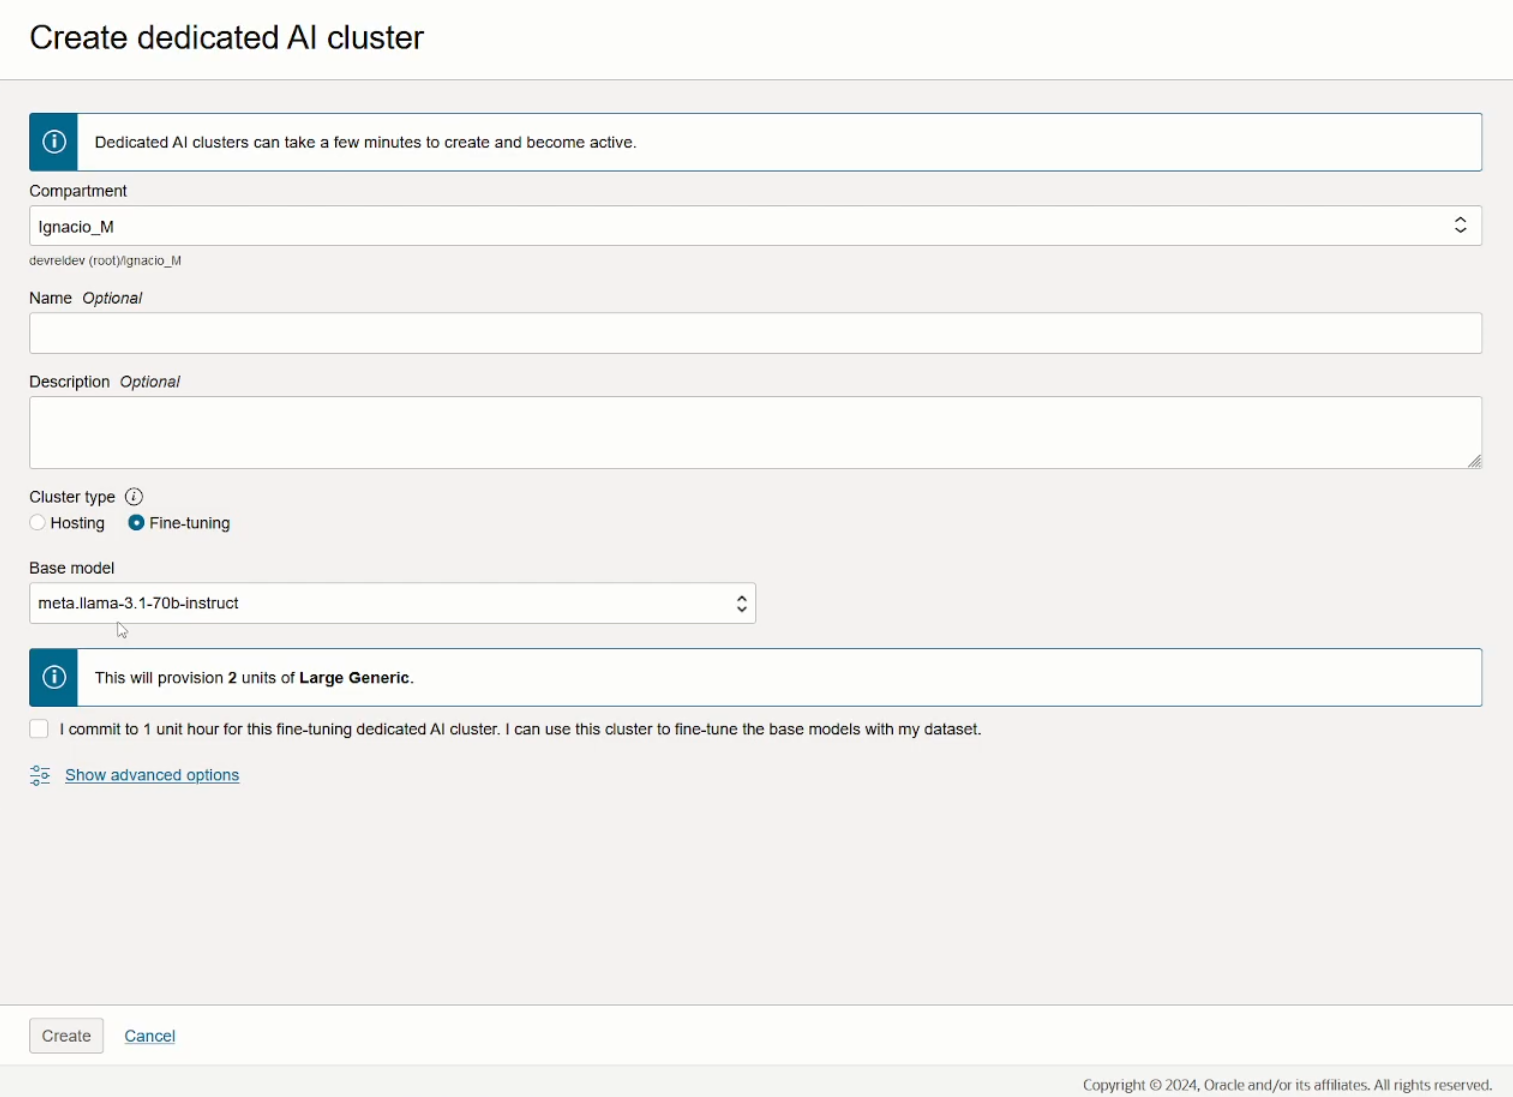 Create dedicated AI cluster
Dedicated AI clusters can take a few minutes to create and become active.
Compartment
Ignacio_M
devreldev (root)/Ignacio_M
Name Optional
Description Optional
Cluster type
Hosting Fine-tuning
Base model
meta.llama-3.1-70b-instruct
This will provision 2 units of Large Generic.
I commit to 1 unit hour for this fine-tuning dedicated AI cluster. I can use this cluster to fine-tune the base models with my dataset.
Show advanced options
Create Cancel
Copyright © 2024, Oracle and/or its affiliates. All rights reserved.